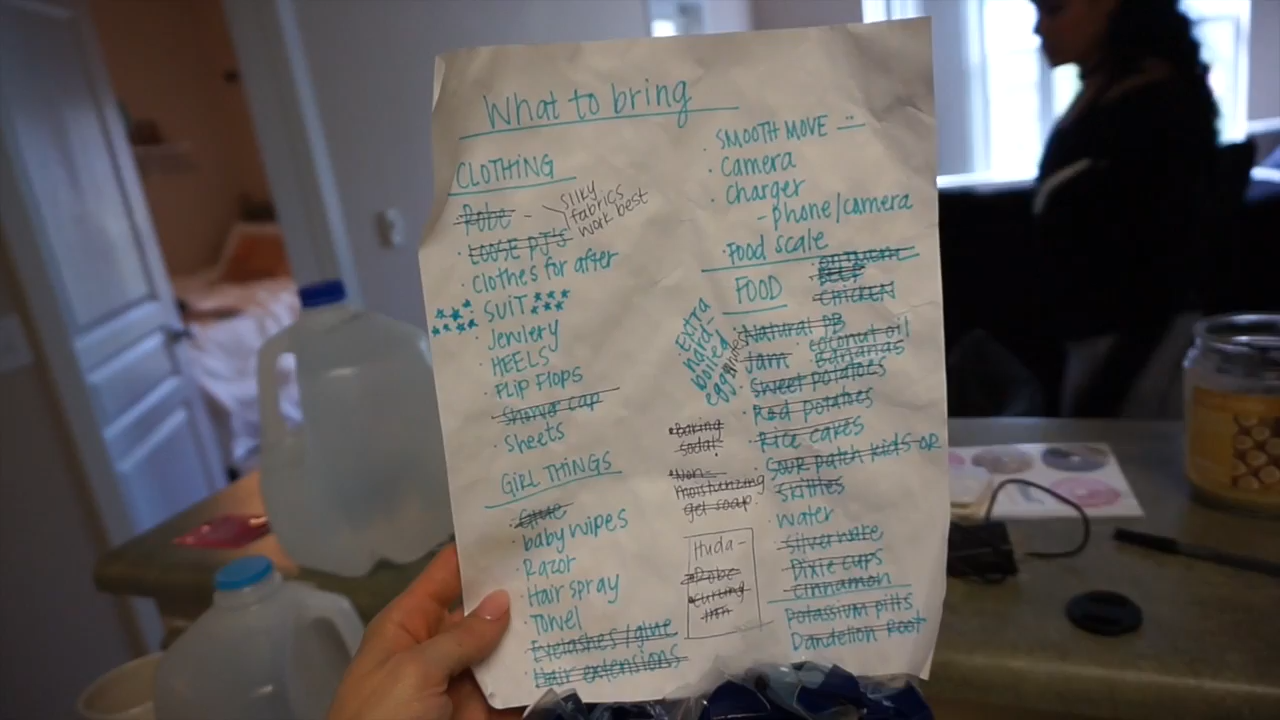 What to bring
CLOTHING
Robe -
silky
fabrics
work best
LOOSE PJ'S
Clothes for after
SUIT
Jewlery
HEELS
FLIP FLOPS
Shower cap
Sheets
GIRL THINGS
Glue
baby wipes
Razor
Hair spray
Towel
Eyelashes/glue
Hair extensions
SMOOTH MOVE
Camera
Charger
- phone/camera
Food scale
FOOD
BEEF
CHICKEN
Extra
hard-
boiled
egg
Natural PB
coconut oil
Jam
Bananas
Sweet potatoes
Red potatoes
Rice cakes
Sour patch kids OR
Skittles
water
Silverware
Dixie cups
Cinnamon
Potassium pills
Dandelion Root
Baking
soda!
Non-
moisturizing
gel soap.
Huda -
Robe
Curling
iron